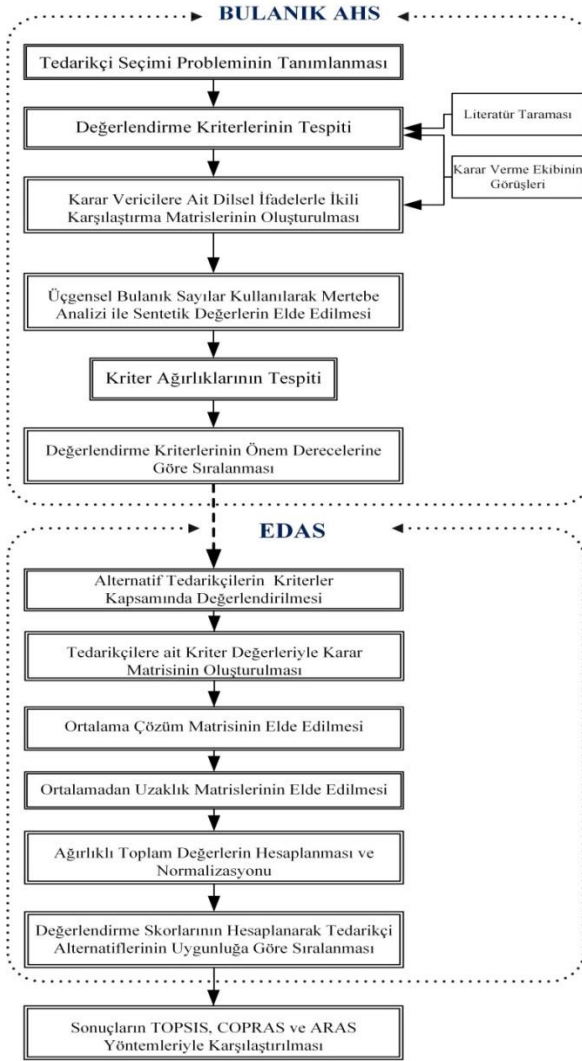 BULANIK AHS
Tedarikçi Seçimi Probleminin Tanımlanması
Değerlendirme Kriterlerinin Tespiti
Literatür Taraması
Karar Verme Ekibinin
Görüşleri
Karar Vericilere Ait Dilsel İfadelerle İkili
Karşılaştırma Matrislerinin Oluşturulması
Üçgensel Bulanık Sayılar Kullanılarak Mertebe
Analizi ile Sentetik Değerlerin Elde Edilmesi
Kriter Ağırlıklarının Tespiti
Değerlendirme Kriterlerinin Önem Derecelerine
Göre Sıralanması
EDAS
Alternatif Tedarikçilerin Kriterler
Kapsamında Değerlendirilmesi
Tedarikçilere ait Kriter Değerleriyle Karar
Matrisinin Oluşturulması
Ortalama Çözüm Matrisinin Elde Edilmesi
Ortalamadan Uzaklık Matrislerinin Elde Edilmesi
Ağırlıklı Toplam Değerlerin Hesaplanması ve
Normalizasyonu
Değerlendirme Skorlarının Hesaplanarak Tedarikçi
Alternatiflerinin Uygunluğa Göre Sıralanması
Sonuçların TOPSIS, COPRAS ve ARAS
Yöntemleriyle Karşılaştırılması